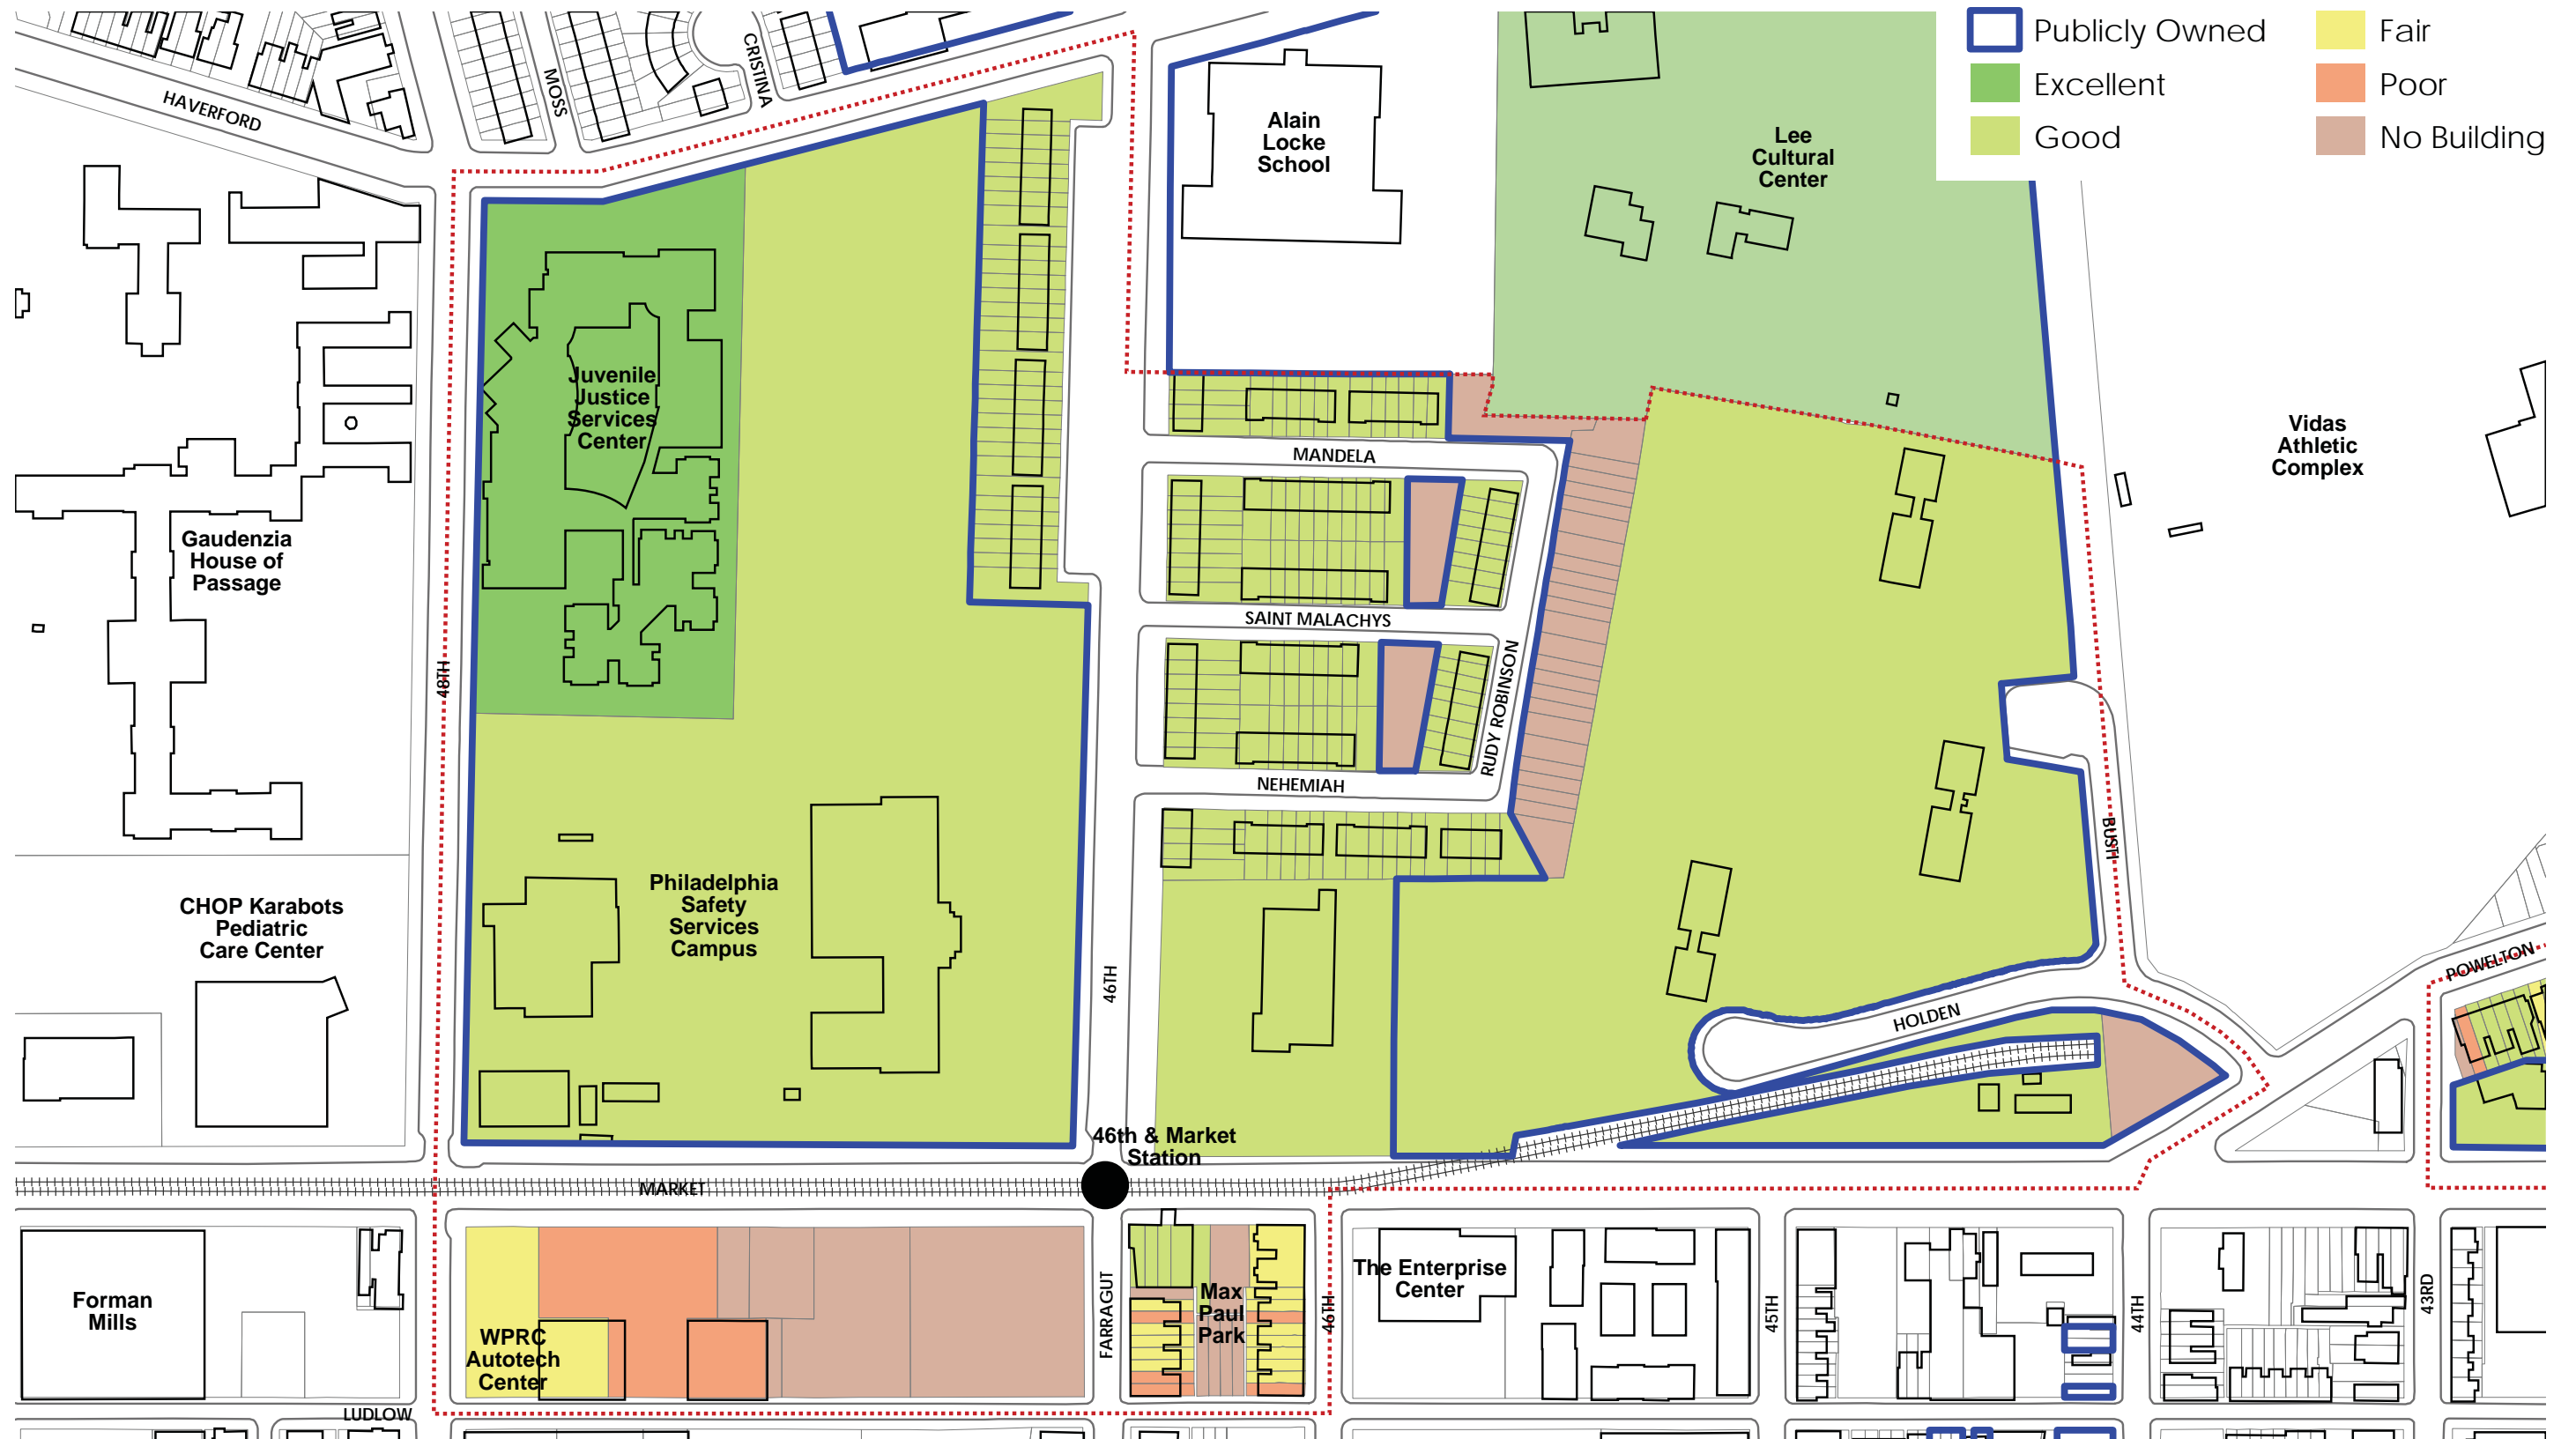 Publicly Owned
Excellent
Good
Fair
Poor
No Building
HAVERFORD
MOSS
CRISTINA
Alain
Locke
School
Lee
Cultural
Center
Juvenile
Justice
Services
Center
Vidas
Athletic
Complex
MANDELA
Gaudenzia
House of
Passage
SAINT MALACHYS
48TH
RUDY ROBINSON
NEHEMIAH
BUSTI
Philadelphia
Safety
Services
Campus
CHOP Karabots
Pediatric
Care Center
46TH
POWELTON
HOLDEN
46th & Market
Station
MARKET
Forman
Mills
WPRC
Autotech
Center
FARRAGUT
Max
Paul
Park
46TH
The Enterprise
Center
45TH
44TH
43RD
LUDLOW